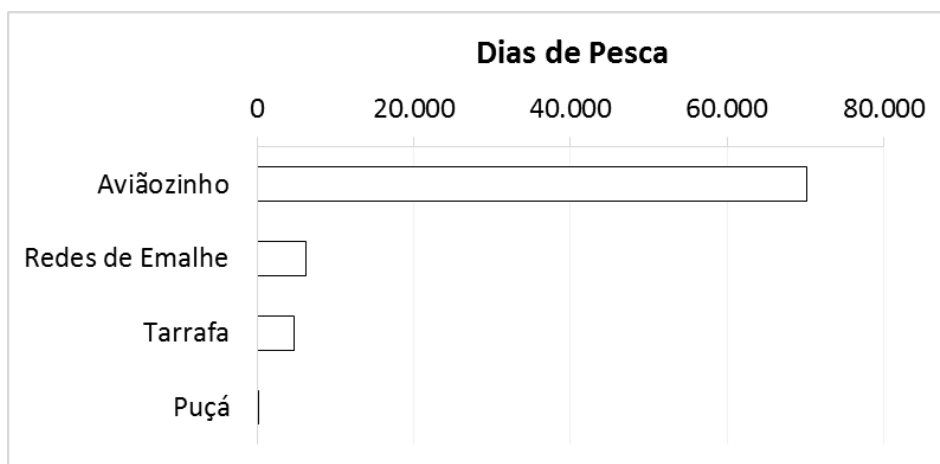 Dias de Pesca
0 20.000 40.000 60.000 80.000
Aviãozinho
Redes de Emalhe
Tarrafa
Puçá